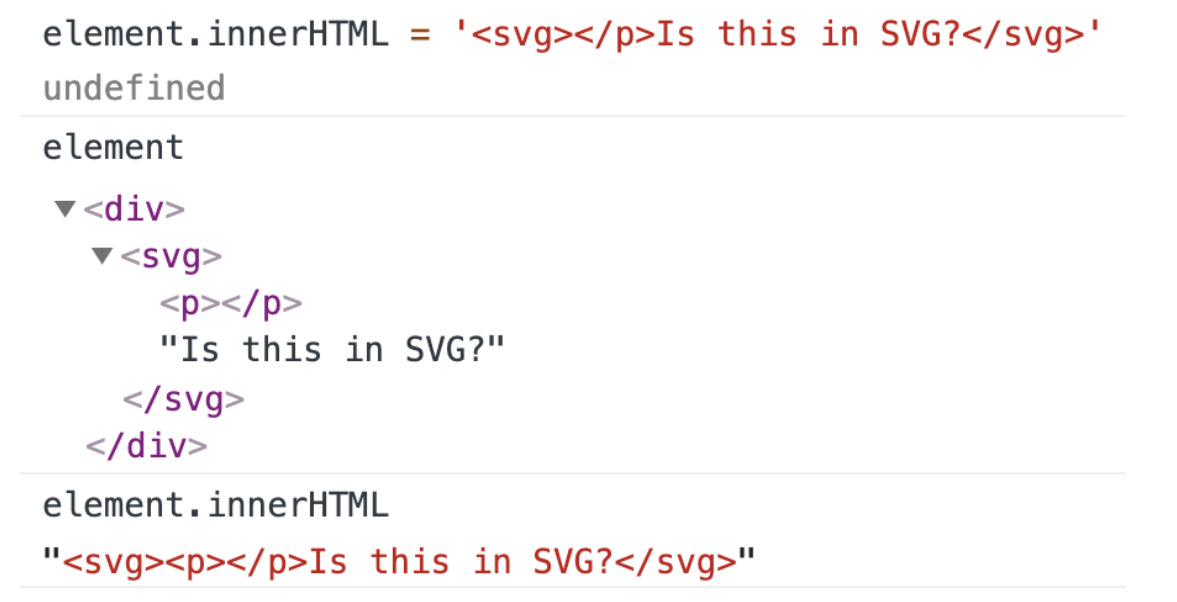 element.innerHTML = '<svg></p>Is this in SVG?</svg>'
undefined
element
▼<div>
▼<svg>
<p></p>
"Is this in SVG?"
</svg>
</div>
element.innerHTML
"<svg><p></p>Is this in SVG?</svg>"